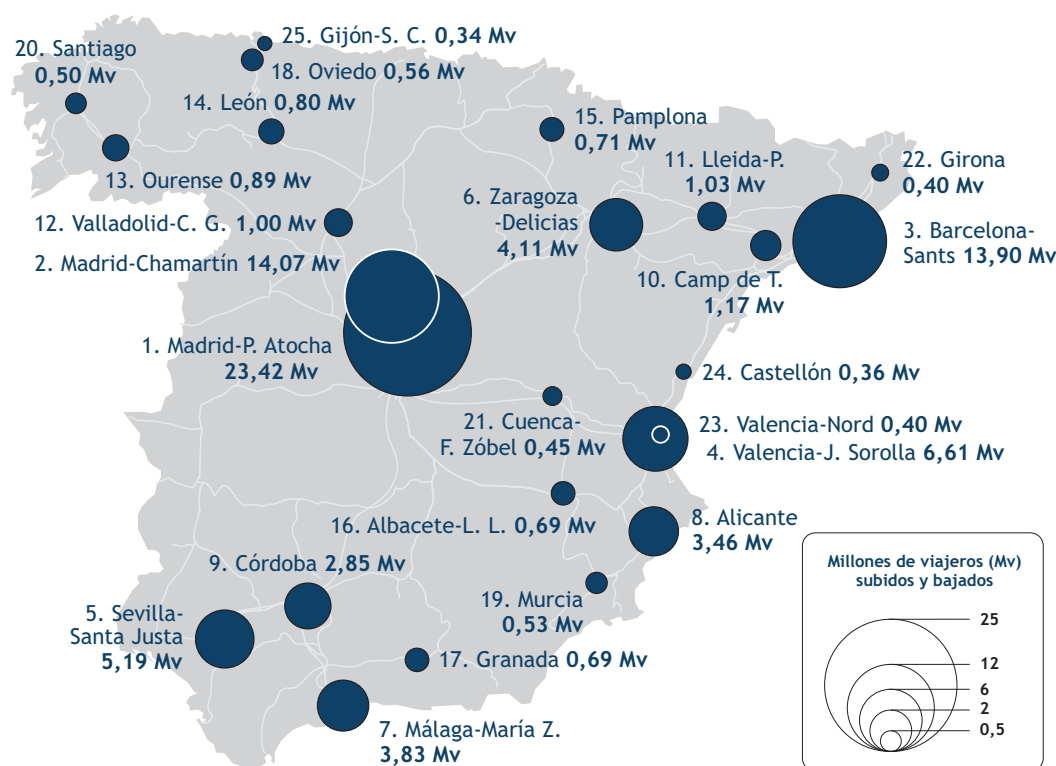 25. Gijón-S. C. 0,34 Mv
20. Santiago
0,50 Mv
18. Oviedo 0,56 Mv
14. León 0,80 Mv
15. Pamplona
0,71 Mv
11. Lleida-P.
1,03 Mv
22. Girona
0,40 Mv
13. Ourense 0,89 Mv
6. Zaragoza
-Delicias
4,11 Mv
12. Valladolid-C. G. 1,00 Mv
3. Barcelona-
Sants 13,90 Mv
2. Madrid-Chamartín 14,07 Mv
10. Camp de T.
1,17 Mv
1. Madrid-P. Atocha
23,42 Mv
24. Castellón 0,36 Mv
21. Cuenca-
F. Zóbel 0,45 Mv
23. Valencia-Nord 0,40 Mv
4. Valencia-J. Sorolla 6,61 Mv
16. Albacete-L. L. 0,69 Mv
8. Alicante
3,46 Mv
9. Córdoba 2,85 Mv
19. Murcia
0,53 Mv
5. Sevilla-
Santa Justa
5,19 Mv
17. Granada 0,69 Mv
7. Málaga-María Z.
3,83 Mv
Millones de viajeros (Mv)
subidos y bajados
25
12
6
2
0,5